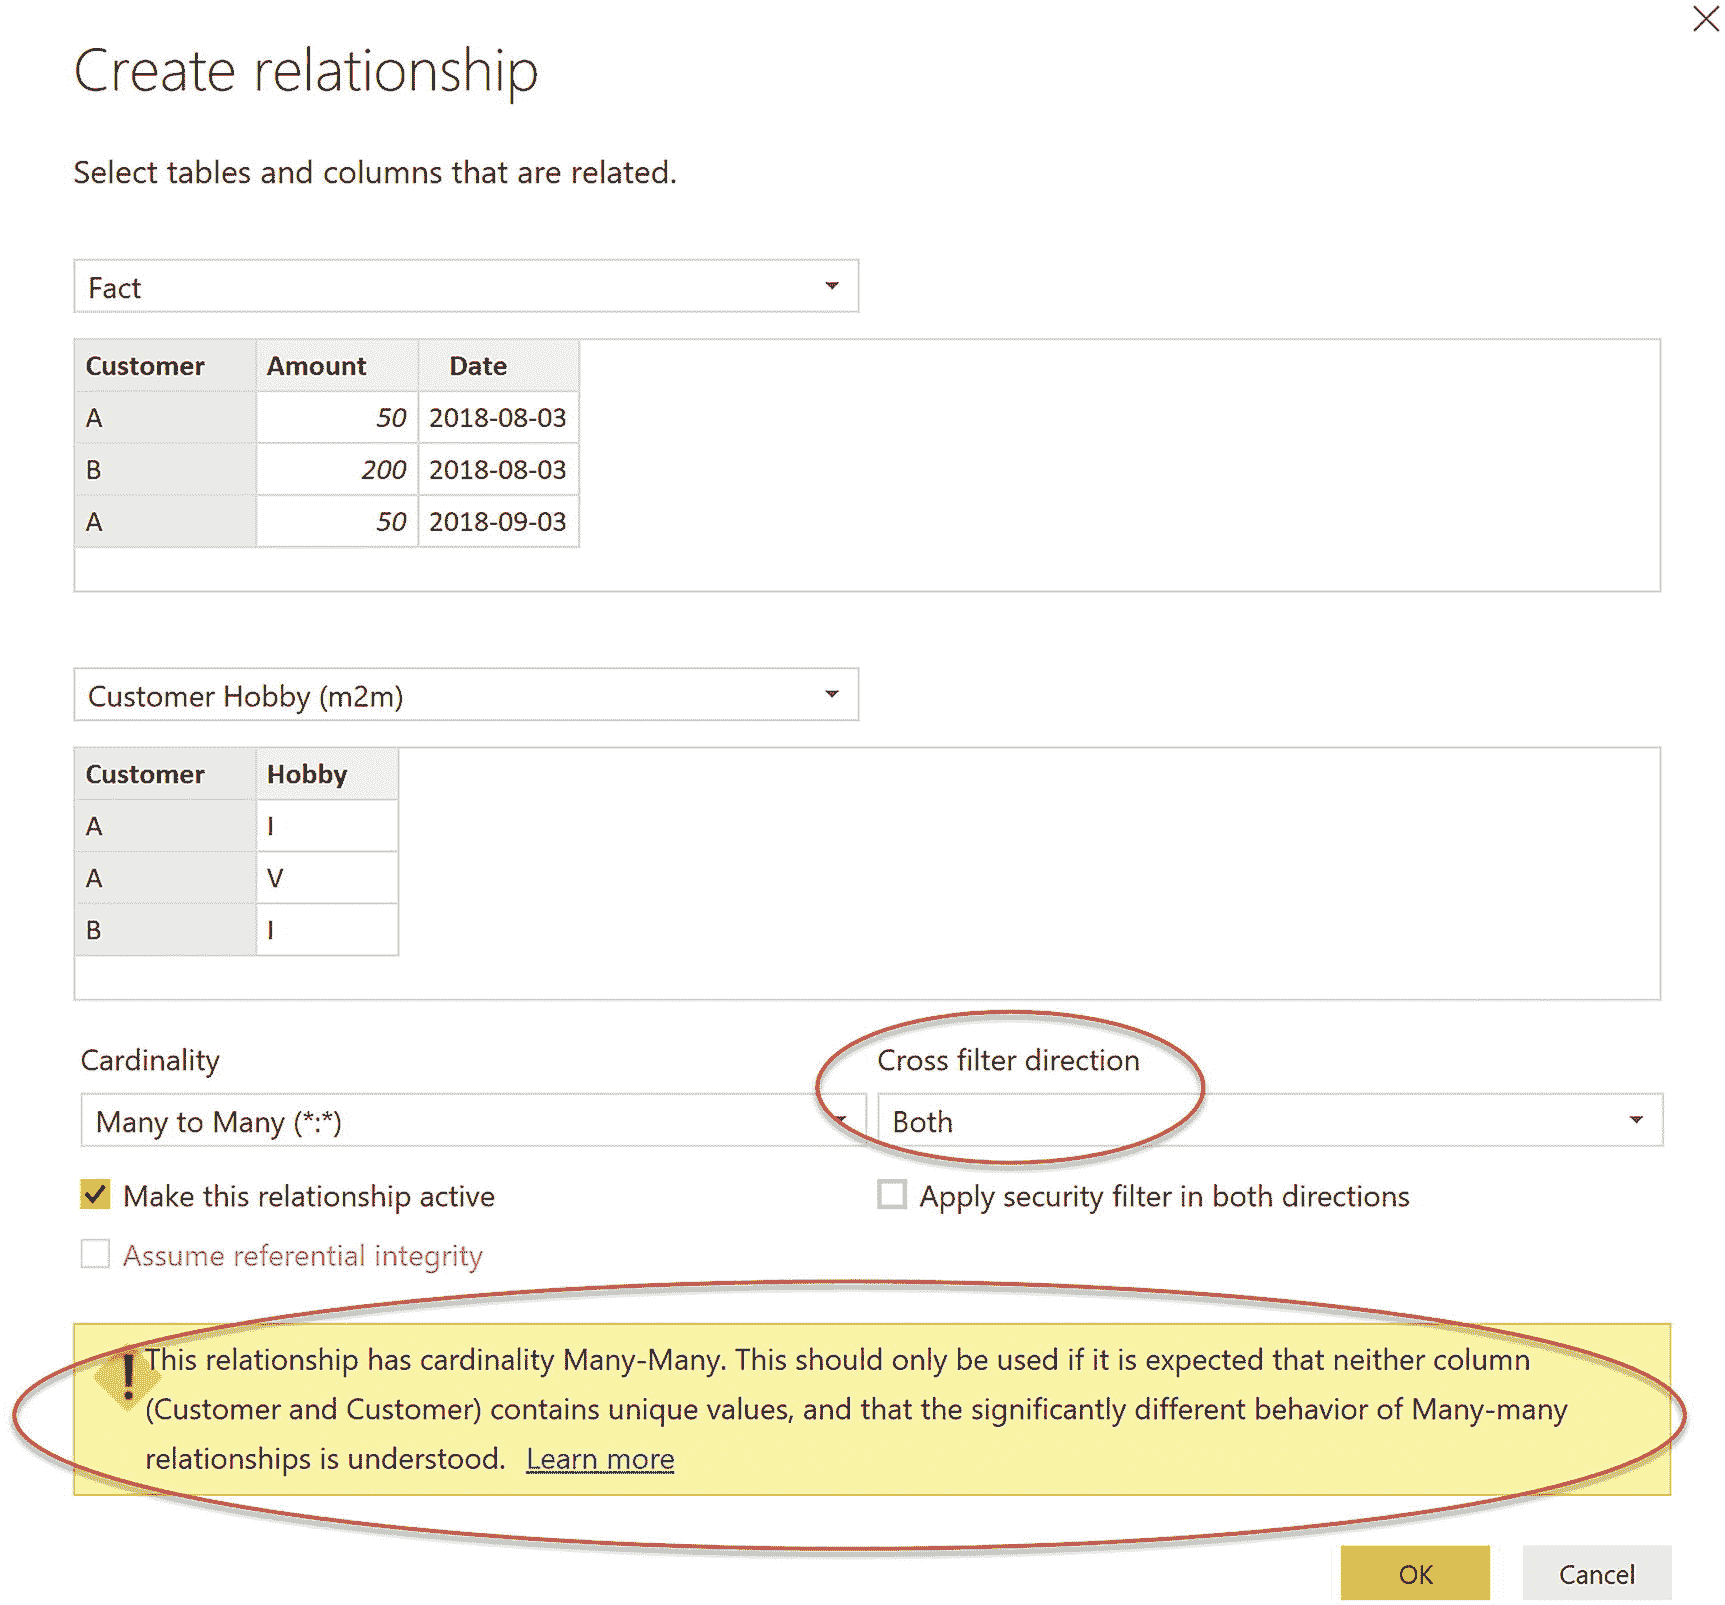 Create relationship
Select tables and columns that are related.
Fact
Customer Amount Date
A 50 2018-08-03
B 200 2018-08-03
A 50 2018-09-03
Customer Hobby (m2m)
Customer Hobby
A I
A V
B I
Cardinality Cross filter direction
Many to Many (*:*) Both
Make this relationship active Apply security filter in both directions
Assume referential integrity
This relationship has cardinality Many-Many. This should only be used if it is expected that neither column
(Customer and Customer) contains unique values, and that the significantly different behavior of Many-many
relationships is understood. Learn more
OK Cancel